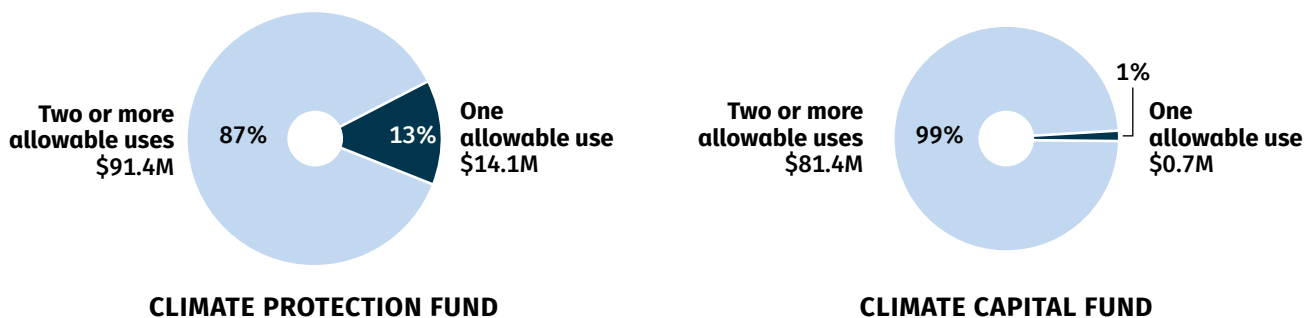 Two or more
allowable uses
$91.4M
87%
13%
One
allowable use
$14.1M
CLIMATE PROTECTION FUND
Two or more
allowable uses
$81.4M
99%
1%
One
allowable use
$0.7M
CLIMATE CAPITAL FUND